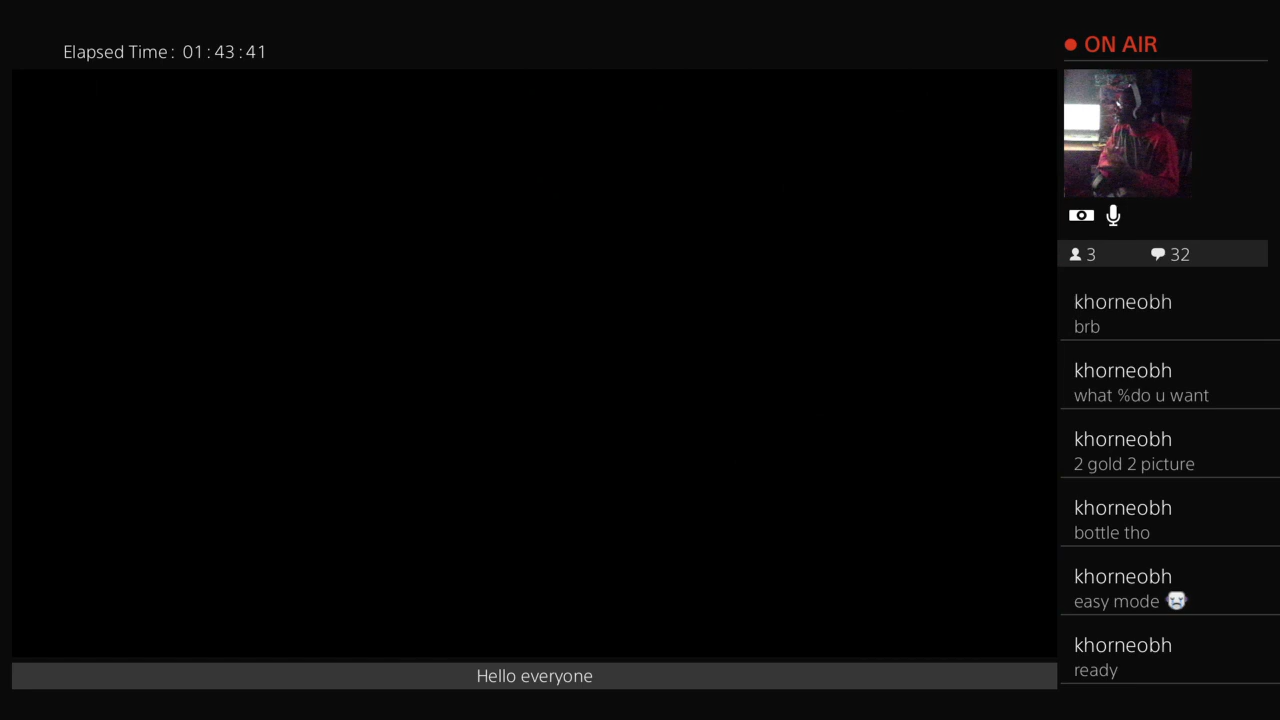 Elapsed Time: 01:43:41
ON AIR
3 32
khorneobh
brb
khorneobh
what %do u want
khorneobh
2 gold 2 picture
khorneobh
bottle tho
khorneobh
easy mode
khorneobh
ready
Hello everyone